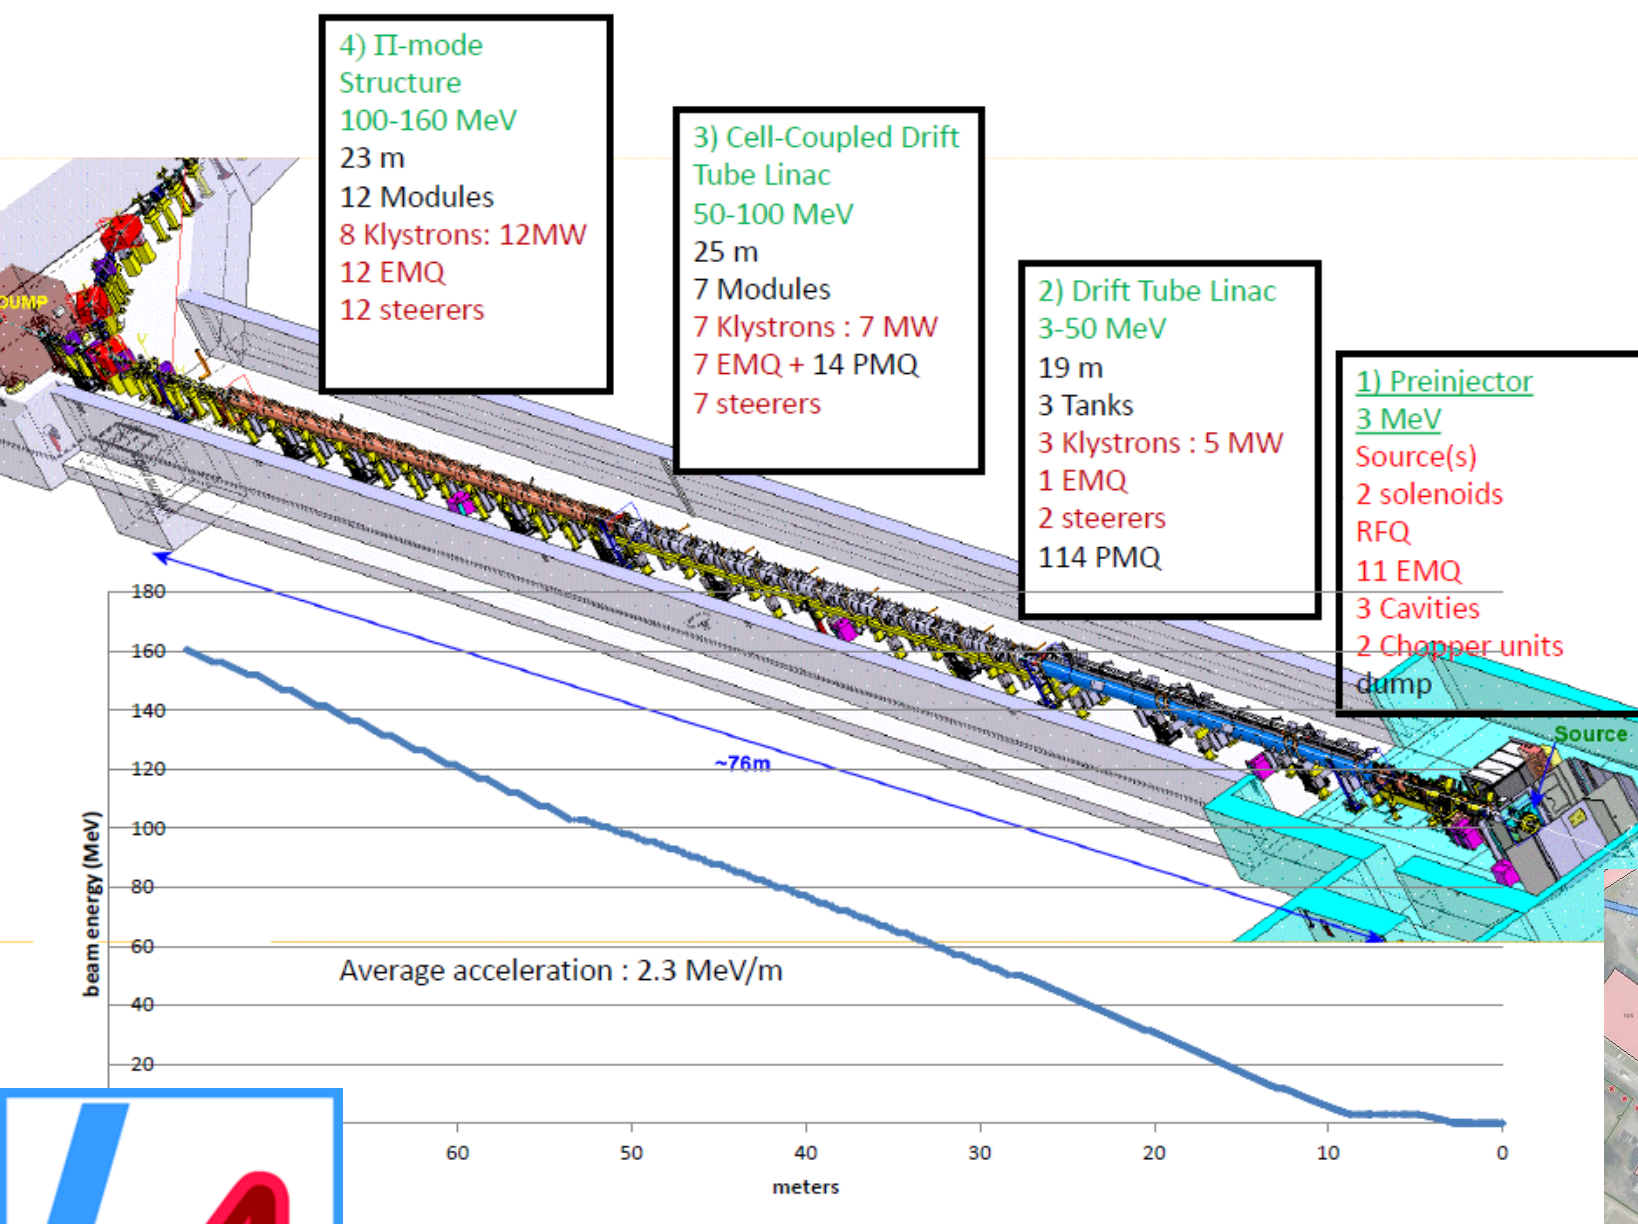 4) Π-mode
Structure
100-160 MeV
23 m
12 Modules
8 Klystrons: 12MW
12 EMQ
12 steerers
3) Cell-Coupled Drift
Tube Linac
50-100 MeV
25 m
7 Modules
7 Klystrons : 7 MW
7 EMQ + 14 PMQ
7 steerers
2) Drift Tube Linac
3-50 MeV
19 m
3 Tanks
3 Klystrons : 5 MW
1 EMQ
2 steerers
114 PMQ
1) Preinjector
3 MeV
Source(s)
2 solenoids
RFQ
11 EMQ
3 Cavities
2 Chopper units
dump
DUMP
Source
~76m
180
160
140
120
100
80
60
40
20
beam energy (MeV)
Average acceleration : 2.3 MeV/m
60 50 40 30 20 10 0
meters